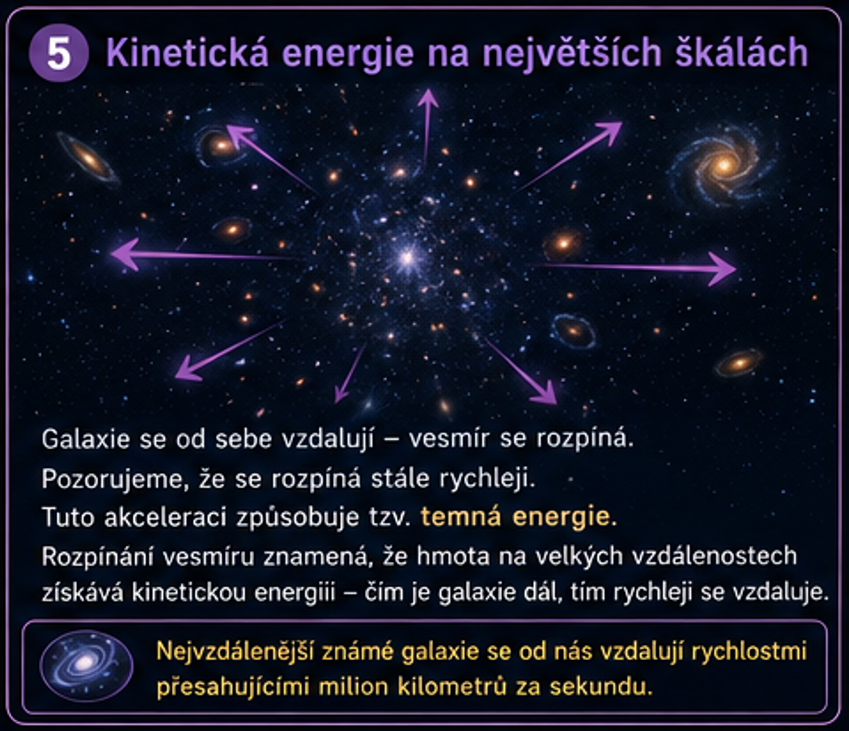 5 Kinetická energie na největších škálách
Galaxie se od sebe vzdalují – vesmír se rozpíná.
Pozorujeme, že se rozpíná stále rychleji.
Tuto akceleraci způsobuje tzv. temná energie.
Rozpínání vesmíru znamená, že hmota na velkých vzdálenostech
získává kinetickou energiii – čím je galaxie dál, tím rychleji se vzdaluje.
Nejvzdálenější známé galaxie se od nás vzdalují rychlostmi
přesahujícími milion kilometrů za sekundu.